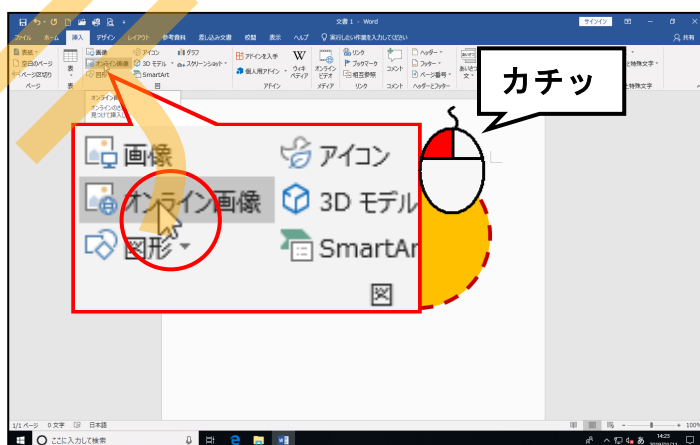 文書 1 - Word
サインイン
ファイル ホーム 挿入 デザイン レイアウト 参考資料 差し込み文書 校閲 表示 ヘルプ 実行したい作業を入力してください 共有
表紙 画像 アイコン グラフ アドインを入手 リンク ヘッダー
空白のページ 表 オンライン画像 3D モデル スクリーンショット 個人用アドイン ウィキペディア オンライン ビデオ ブックマーク コメント フッター
ページ区切り 図形 SmartArt 相互参照 ページ番号
ページ 表 図 アドイン メディア リンク コメント ヘッダーとフッター
カチッ
画像
アイコン
オンライン画像
3D モデル
図形
SmartAr
図
1/1 ページ 0 文字 日本語
ここに入力して検索
あ
14:23